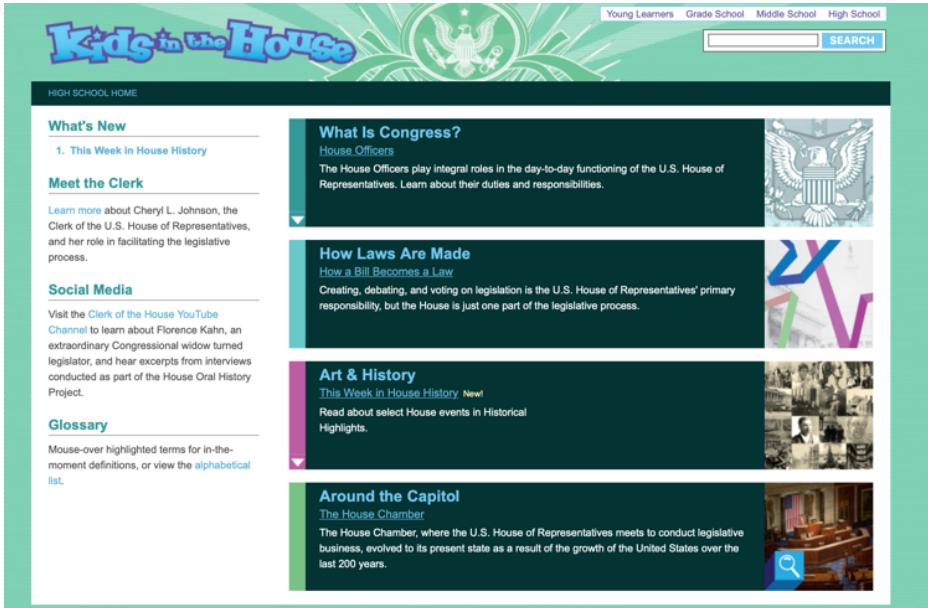 Kids in the House
Young Learners Grade School Middle School High School
SEARCH
HIGH SCHOOL HOME
What's New
1. This Week in House History
Meet the Clerk
Learn more about Cheryl L. Johnson, the
Clerk of the U.S. House of Representatives,
and her role in facilitating the legislative
process.
Social Media
Visit the Clerk of the House YouTube
Channel to learn about Florence Kahn, an
extraordinary Congressional widow turned
legislator, and hear excerpts from interviews
conducted as part of the House Oral History
Project.
Glossary
Mouse-over highlighted terms for in-the-
moment definitions, or view the alphabetical
list.
What Is Congress?
House Officers
The House Officers play integral roles in the day-to-day functioning of the U.S. House of
Representatives. Learn about their duties and responsibilities.
How Laws Are Made
How a Bill Becomes a Law
Creating, debating, and voting on legislation is the U.S. House of Representatives' primary
responsibility, but the House is just one part of the legislative process.
Art & History
This Week in House History New!
Read about select House events in Historical
Highlights.
Around the Capitol
The House Chamber
The House Chamber, where the U.S. House of Representatives meets to conduct legislative
business, evolved to its present state as a result of the growth of the United States over the
last 200 years.